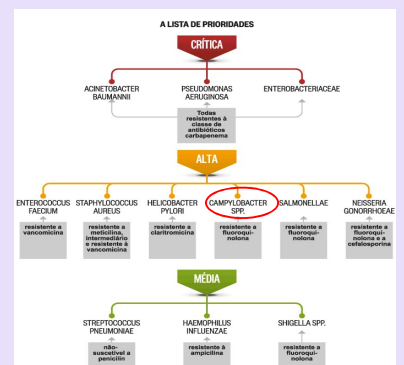 A LISTA DE PRIORIDADES
CRÍTICA
ACINETOBACTER
BAUMANNII
PSEUDOMONAS
AERUGINOSA
ENTEROBACTERIACEAE
Todas
resistentes à
classe de
antibióticos
carbapenema
ALTA
ENTEROCOCCUS
FAECIUM
STAPHYLOCOCCUS
AUREUS
HELICOBACTER
PYLORI
CAMPYLOBACTER
SPP.
SALMONELLAE
NEISSERIA
GONORRHOEAE
resistente a
vancomicina
resistente a
meticilina,
intermediário
e resistente à
vancomicina
resistente a
claritromicina
resistente a
fluoroqui-
nolona
resistente a
fluoroqui-
nolona
resistente a
fluoroqui-
nolona e a
cefalosporina
MÉDIA
STREPTOCOCCUS
PNEUMONIAE
HAEMOPHILUS
INFLUENZAE
SHIGELLA SPP.
não-
suscetível a
penicilin
resistente à
ampicilina
resistente a
fluoroqui-
nolona